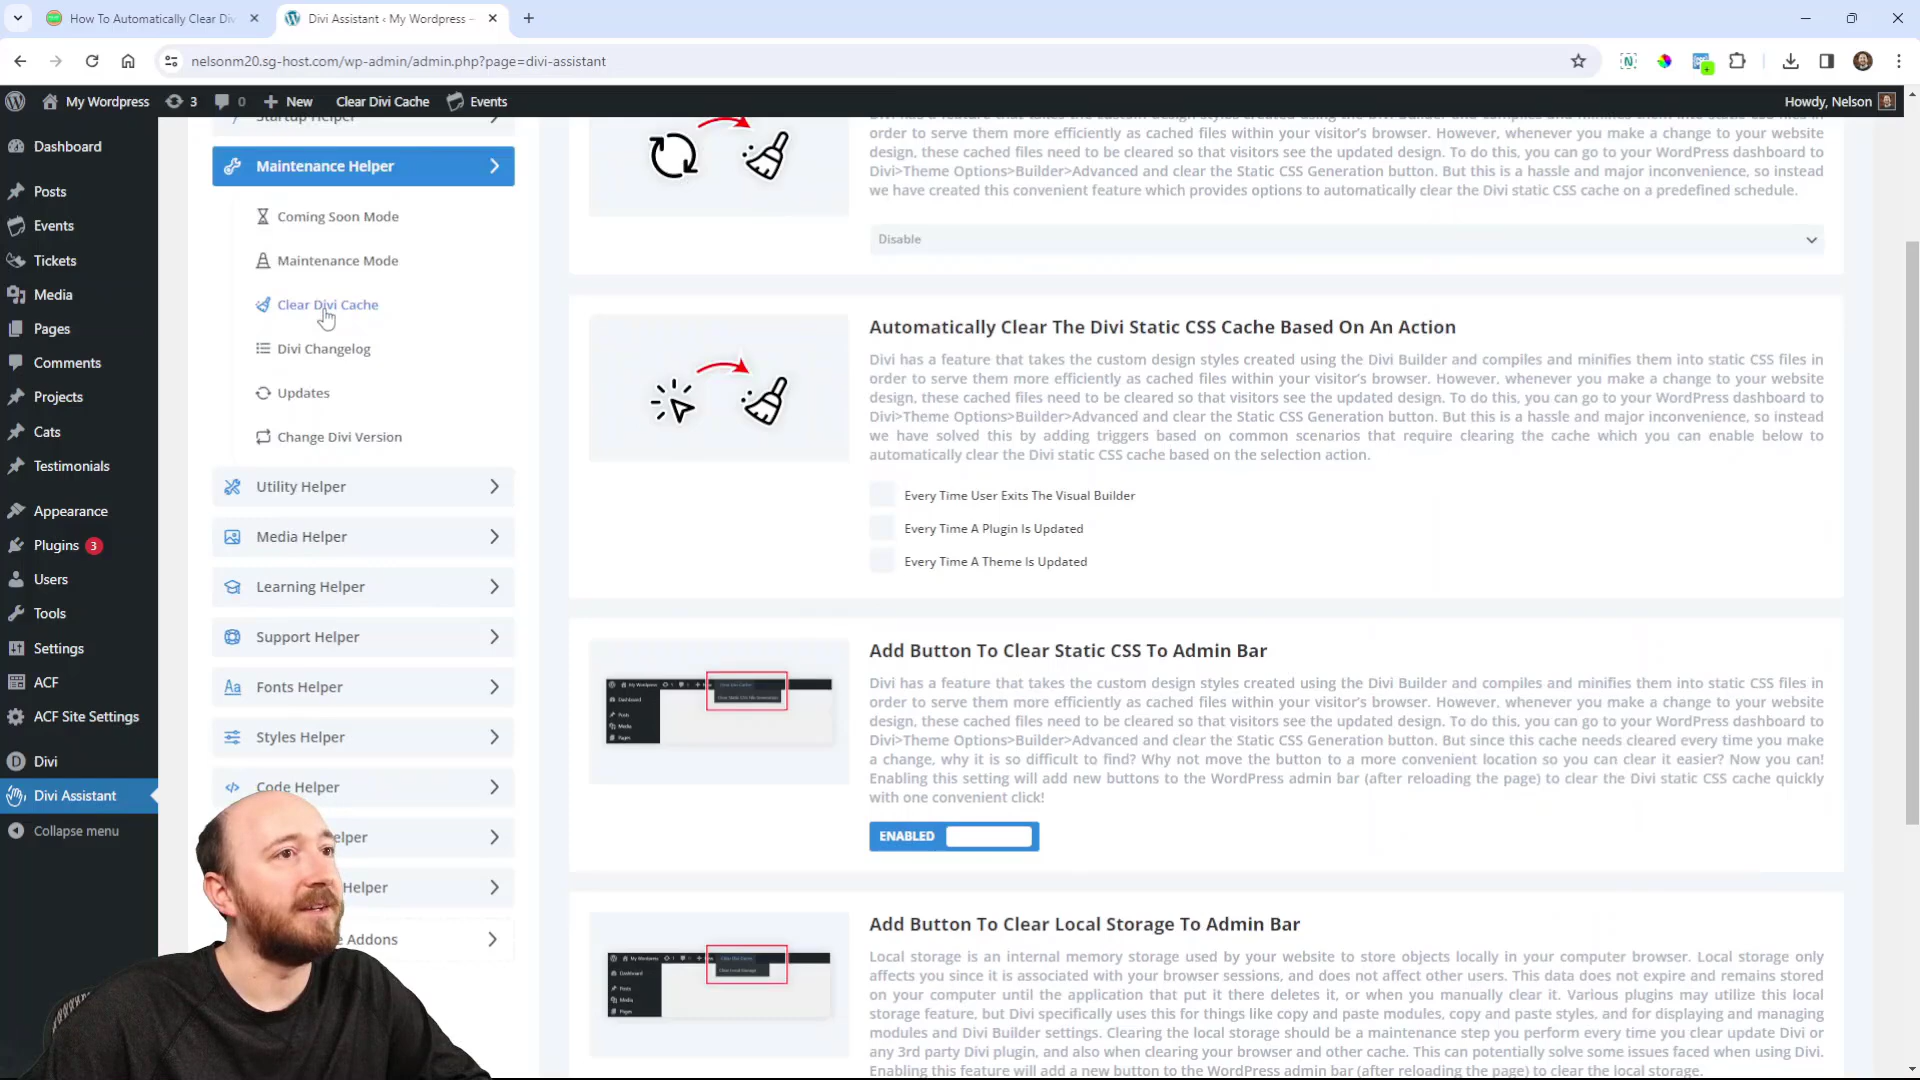 How To Automatically Clear Div
Divi Assistant ‹ My Wordpress –
nelsonm20.sg-host.com/wp-admin/admin.php?page=divi-assistant
My Wordpress 3 0 New Clear Divi Cache Events Howdy, Nelson
Dashboard
Posts
Events
Tickets
Media
Pages
Comments
Projects
Cats
Testimonials
Appearance
Plugins 3
Users
Tools
Settings
ACF
ACF Site Settings
Divi
Divi Assistant
Collapse menu
Startup Helper
Maintenance Helper
Coming Soon Mode
Maintenance Mode
Clear Divi Cache
Divi Changelog
Updates
Change Divi Version
Utility Helper
Media Helper
Learning Helper
Support Helper
Fonts Helper
Styles Helper
Code Helper
elper
Helper
e Addons
order to serve them more efficiently as cached files within your visitor's browser. However, whenever you make a change to your website
design, these cached files need to be cleared so that visitors see the updated design. To do this, you can go to your WordPress dashboard to
Divi>Theme Options>Builder>Advanced and clear the Static CSS Generation button. But this is a hassle and major inconvenience, so instead
we have created this convenient feature which provides options to automatically clear the Divi static CSS cache on a predefined schedule.
Disable
Automatically Clear The Divi Static CSS Cache Based On An Action
Divi has a feature that takes the custom design styles created using the Divi Builder and compiles and minifies them into static CSS files in
order to serve them more efficiently as cached files within your visitor's browser. However, whenever you make a change to your website
design, these cached files need to be cleared so that visitors see the updated design. To do this, you can go to your WordPress dashboard to
Divi>Theme Options>Builder>Advanced and clear the Static CSS Generation button. But this is a hassle and major inconvenience, so instead
we have solved this by adding triggers based on common scenarios that require clearing the cache which you can enable below to
automatically clear the Divi static CSS cache based on the selection action.
Every Time User Exits The Visual Builder
Every Time A Plugin Is Updated
Every Time A Theme Is Updated
Add Button To Clear Static CSS To Admin Bar
Divi has a feature that takes the custom design styles created using the Divi Builder and compiles and minifies them into static CSS files in
order to serve them more efficiently as cached files within your visitor's browser. However, whenever you make a change to your website
design, these cached files need to be cleared so that visitors see the updated design. To do this, you can go to your WordPress dashboard to
Divi>Theme Options>Builder>Advanced and clear the Static CSS Generation button. But since this cache needs cleared every time you make
a change, why it is so difficult to find? Why not move the button to a more convenient location so you can clear it easier? Now you can!
Enabling this setting will add new buttons to the WordPress admin bar (after reloading the page) to clear the Divi static CSS cache quickly
with one convenient click!
ENABLED
Add Button To Clear Local Storage To Admin Bar
Local storage is an internal memory storage used by your website to store objects locally in your computer browser. Local storage only
affects you since it is associated with your browser sessions, and does not affect other users. This data does not expire and remains stored
on your computer until the application that put it there deletes it, or when you manually clear it. Various plugins may utilize this local
storage feature, but Divi specifically uses this for things like copy and paste modules, copy and paste styles, and for displaying and managing
modules and Divi Builder settings. Clearing the local storage should be a maintenance step you perform every time you clear update Divi or
any 3rd party Divi plugin, and also when clearing your browser and other cache. This can potentially solve some issues faced when using Divi.
Enabling this feature will add a new button to the WordPress admin bar (after reloading the page) to clear the local storage.